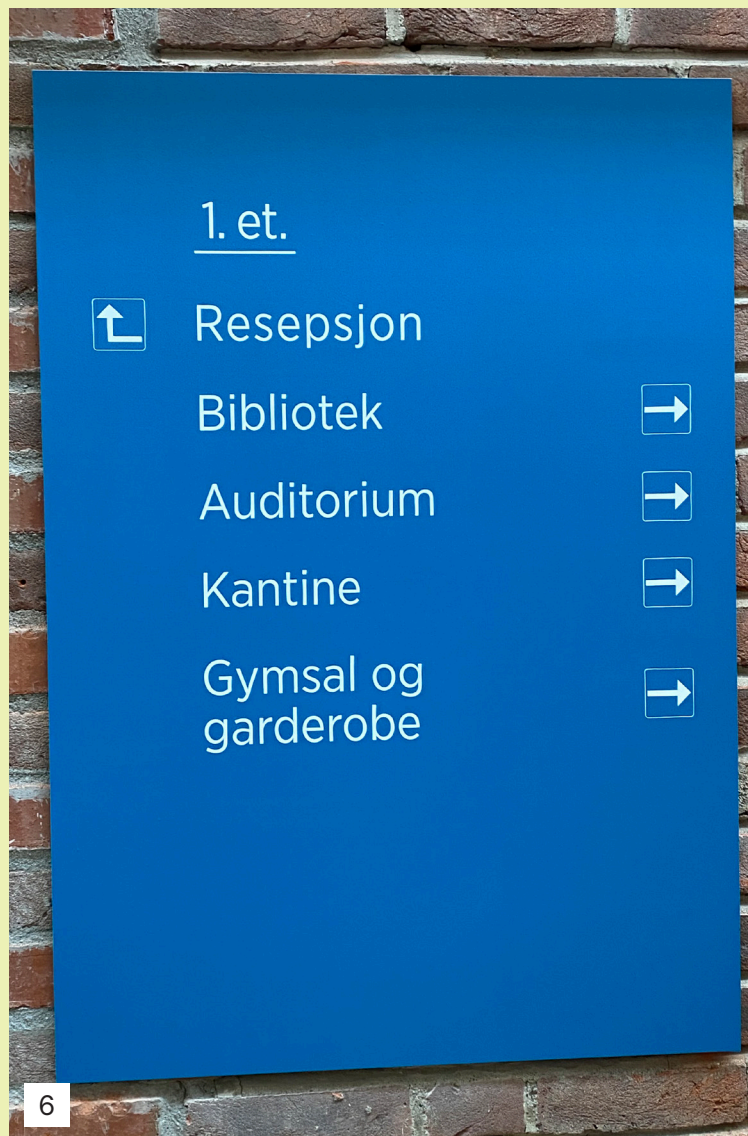 1. et.
Resepsjon
Bibliotek
Auditorium
Kantine
Gymsal og
garderobe
6